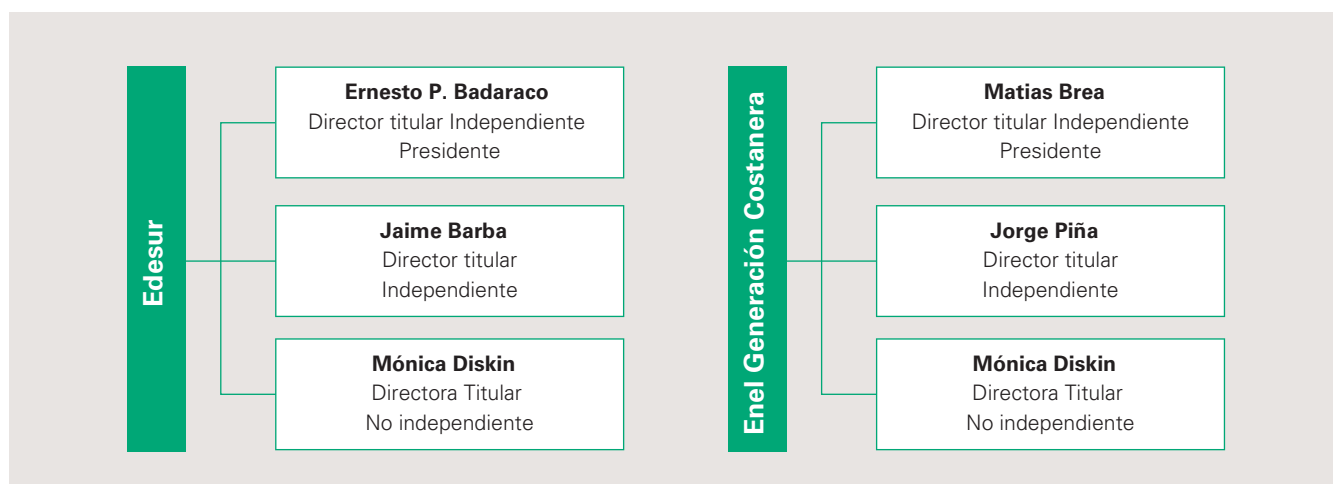 Edesur
Ernesto P. Badaraco
Director titular Independiente
Presidente
Jaime Barba
Director titular
Independiente
Mónica Diskin
Directora Titular
No independiente
Enel Generación Costanera
Matias Brea
Director titular Independiente
Presidente
Jorge Piña
Director titular
Independiente
Mónica Diskin
Directora Titular
No independiente